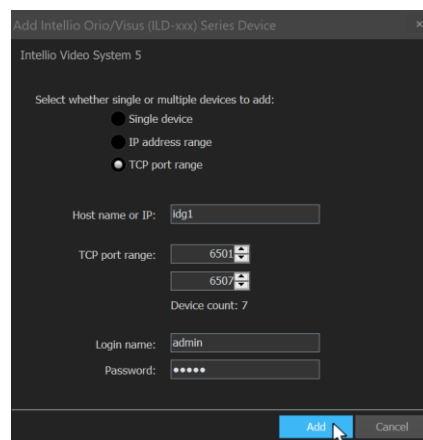 Add Intellio Orio/Visus (ILD-xxx) Series Device
Intellio Video System 5
Select whether single or multiple devices to add:
Single device
IP address range
TCP port range
Host name or IP: idg1
TCP port range: 6501
6507
Device count: 7
Login name: admin
Password: •••••
Add Cancel